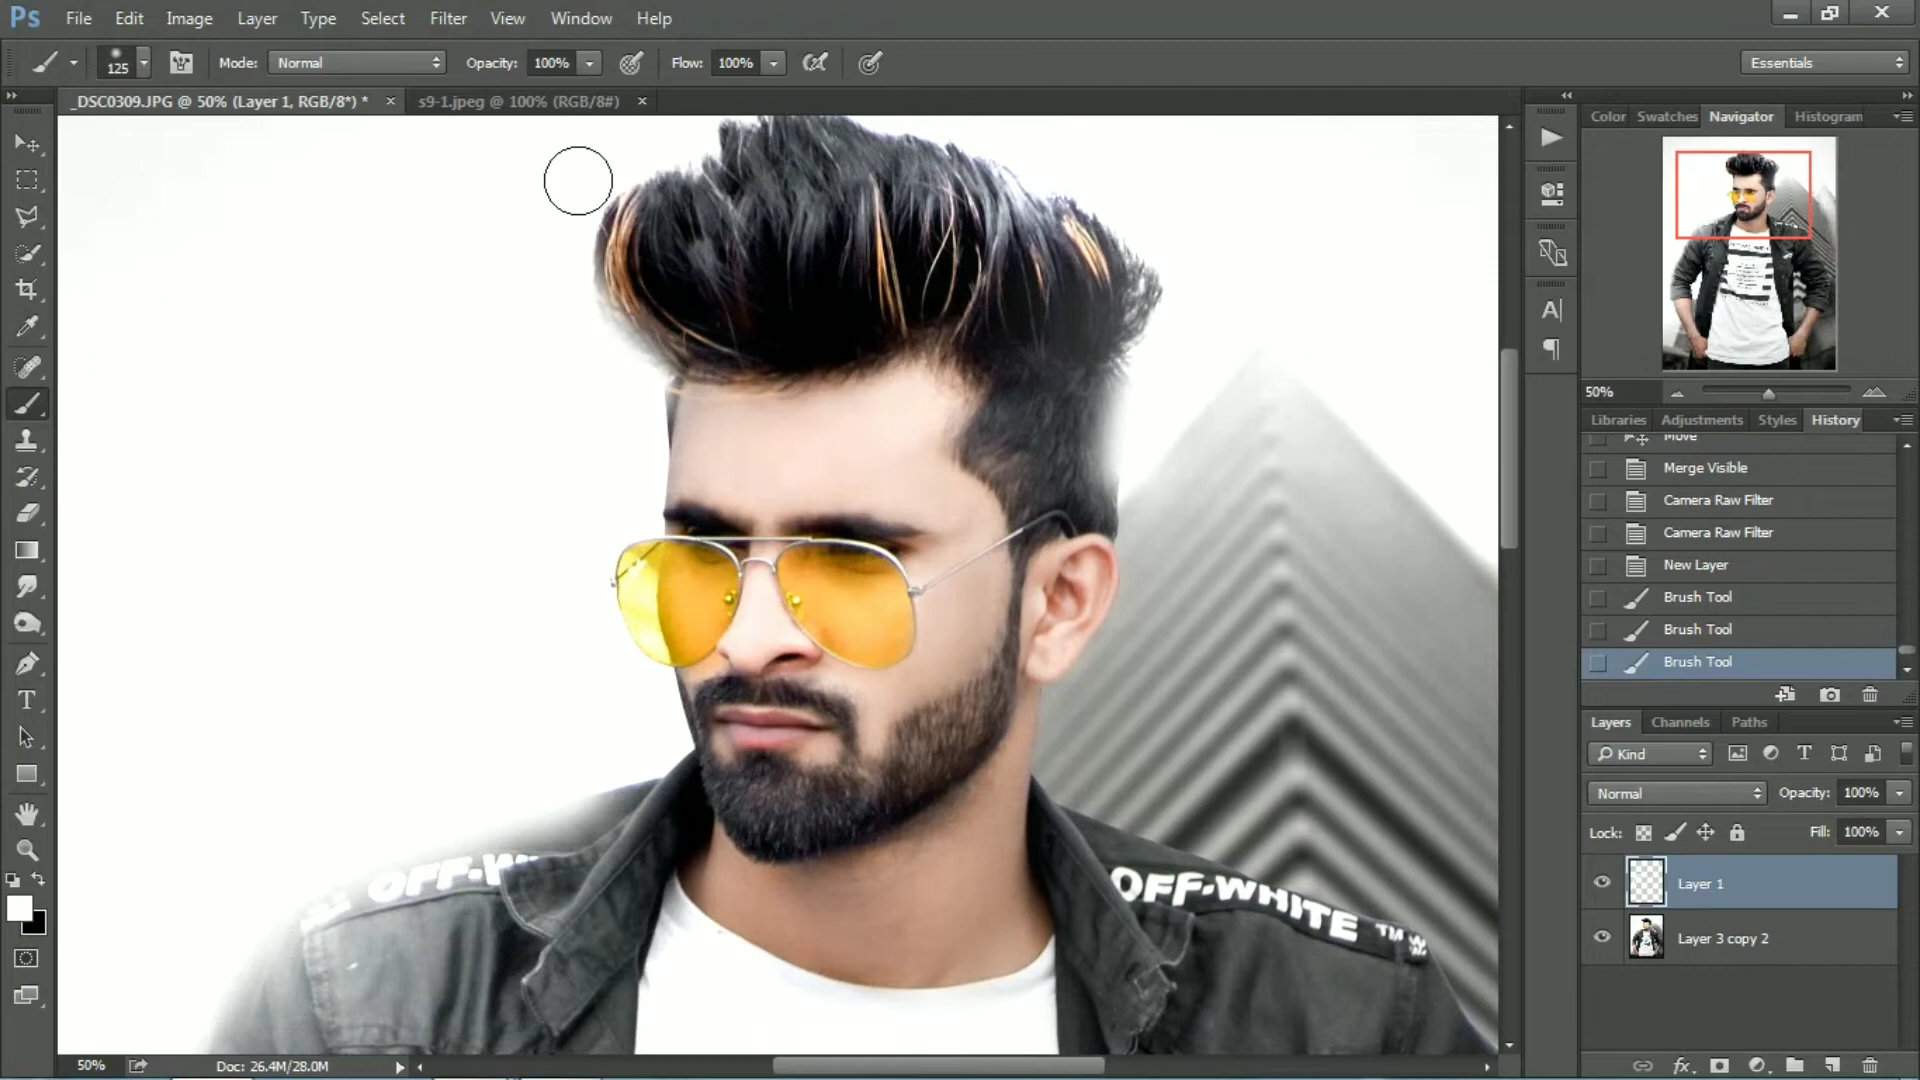 Ps File Edit Image Layer Type Select Filter View Window Help
125 Mode: Normal Opacity: 100% Flow: 100% Essentials
_DSC0309.JPG @ 50% (Layer 1, RGB/8*) * × s9-1.jpeg @ 100% (RGB/8#) ×
Color Swatches Navigator Histogram
50%
Libraries Adjustments Styles History
Move
Merge Visible
Camera Raw Filter
Camera Raw Filter
New Layer
Brush Tool
Brush Tool
Brush Tool
Layers Channels Paths
Kind
Normal Opacity: 100%
Lock: Fill: 100%
Layer 1
Layer 3 copy 2
OFF-WHITE TM W
OFF-W
50% Doc: 26.4M/28.0M